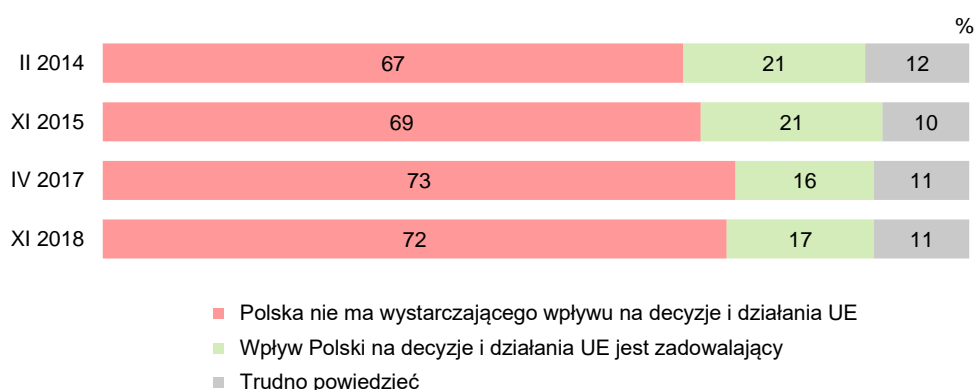 %
II 2014 67 21 12
XI 2015 69 21 10
IV 2017 73 16 11
XI 2018 72 17 11
Polska nie ma wystarczającego wpływu na decyzje i działania UE
Wpływ Polski na decyzje i działania UE jest zadowalający
Trudno powiedzieć